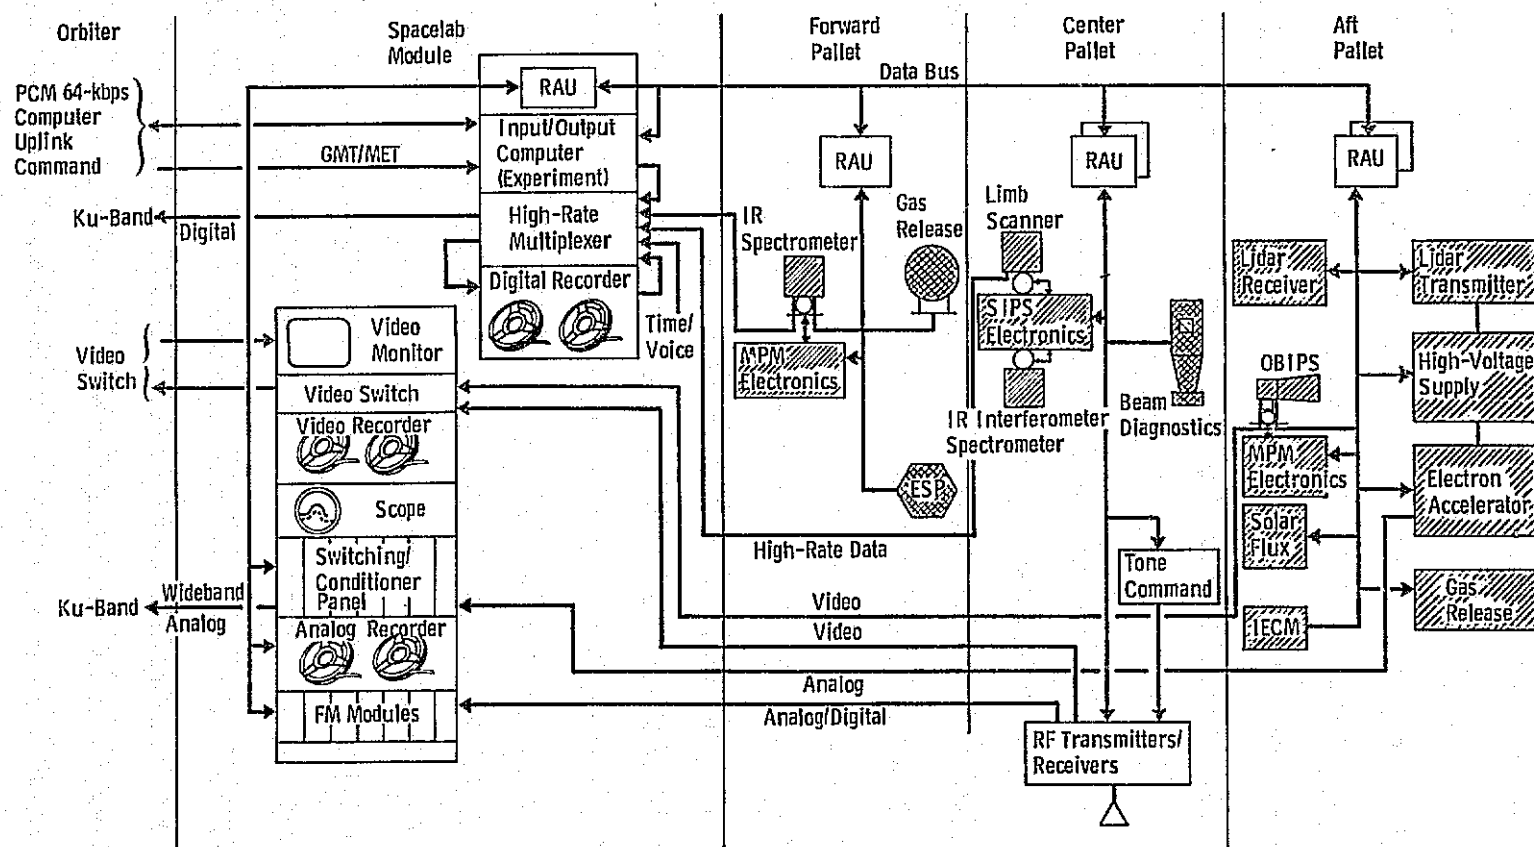 Orbiter
Spacelab
Module
Forward
Pallet
Center
Pallet
Aft
Pallet
PCM 64-kbps
Computer
Uplink
Command
GMT/MET
Ku-Band
Digital
RAU
Input/Output
Computer
(Experiment)
High-Rate
Multiplexer
Digital Recorder
Time/
Voice
Data Bus
Video
Switch
Video
Monitor
Video Switch
Video Recorder
Scope
Switching/
Conditioner
Panel
Ku-Band
Wideband
Analog
Analog Recorder
FM Modules
RAU
IR
Spectrometer
Gas
Release
MPM
Electronics
ESP
High-Rate Data
Video
Video
Analog
Analog/Digital
RAU
Limb
Scanner
SIPS
Electronics
IR Interferometer
Spectrometer
Beam
Diagnostics
Tone
Command
RF Transmitters/
Receivers
RAU
Lidar
Receiver
Lidar
Transmitter
OBIPS
High-Voltage
Supply
MPM
Electronics
Electron
Accelerator
Solar
Flux
Gas
Release
IECM